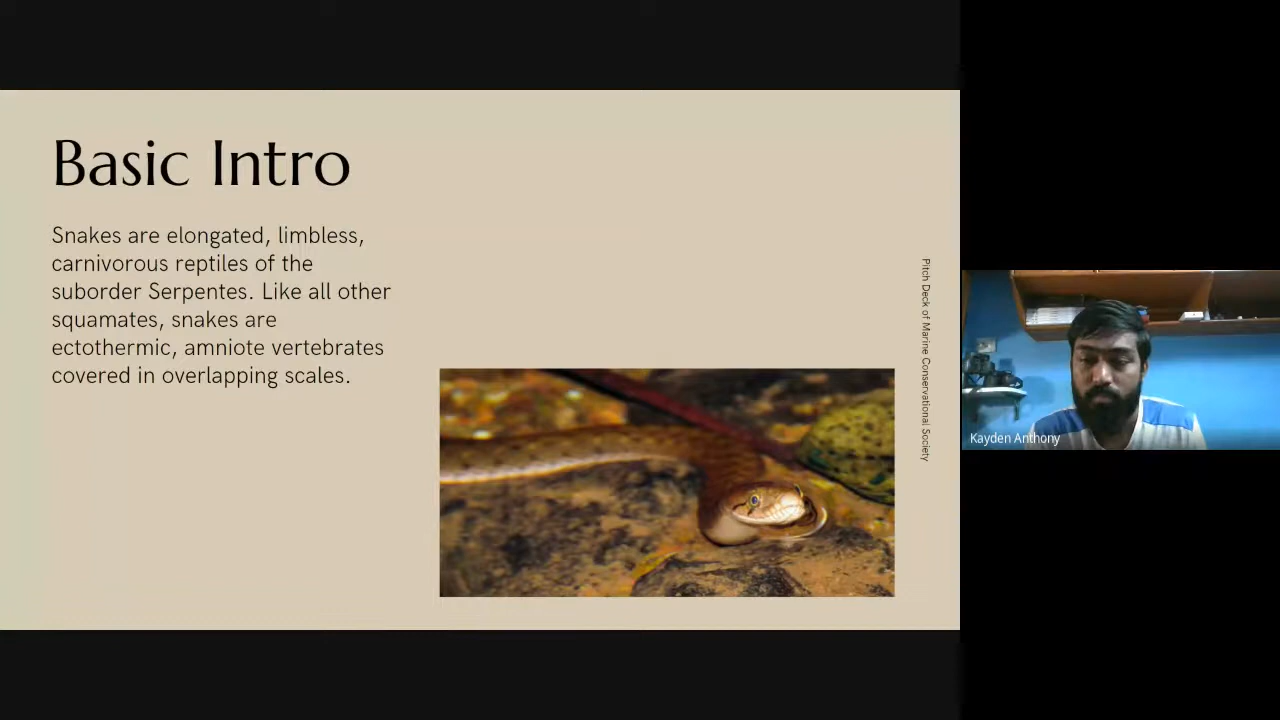 Basic Intro
Snakes are elongated, limbless,
carnivorous reptiles of the
suborder Serpentes. Like all other
squamates, snakes are
ectothermic, amniote vertebrates
covered in overlapping scales.
Pitch Deck of Marine Conservational Society
Kayden Anthony